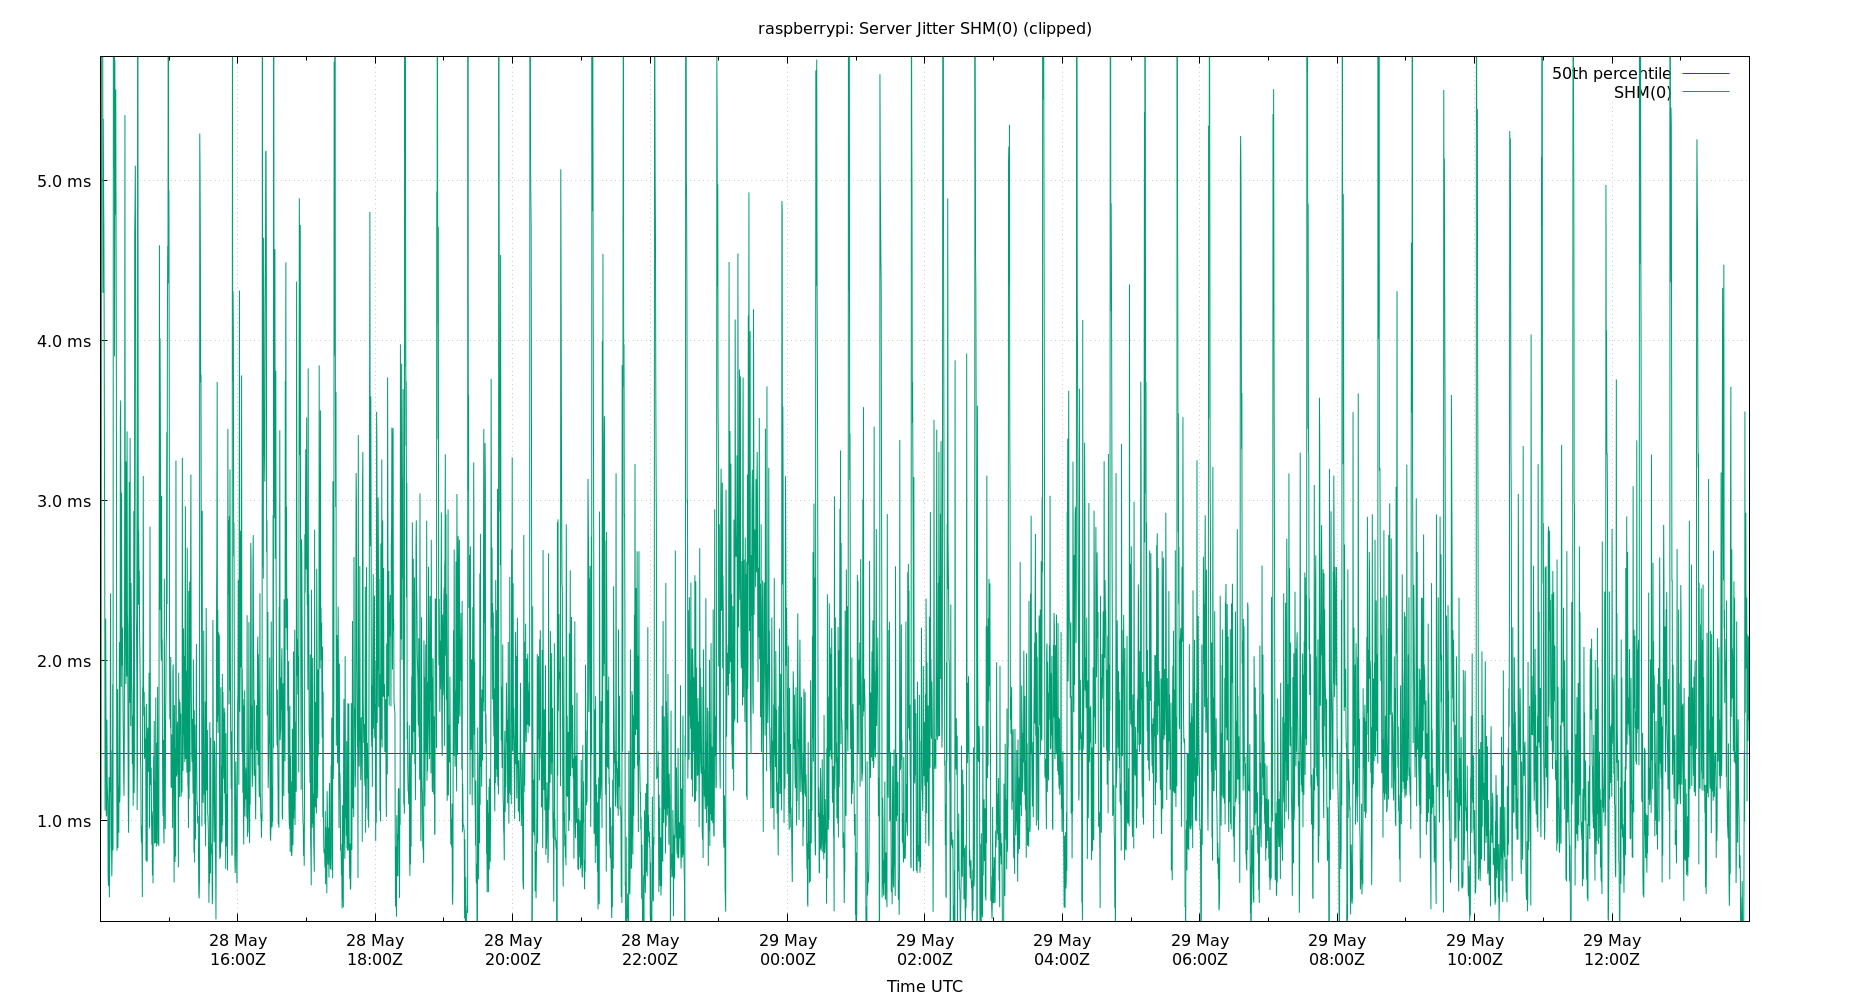 raspberrypi: Server Jitter SHM(0) (clipped)
50th percentile
SHM(0)
5.0 ms
4.0 ms
3.0 ms
2.0 ms
1.0 ms
28 May 28 May 28 May 28 May 29 May 29 May 29 May 29 May 29 May 29 May 29 May
16:00Z 18:00Z 20:00Z 22:00Z 00:00Z 02:00Z 04:00Z 06:00Z 08:00Z 10:00Z 12:00Z
Time UTC